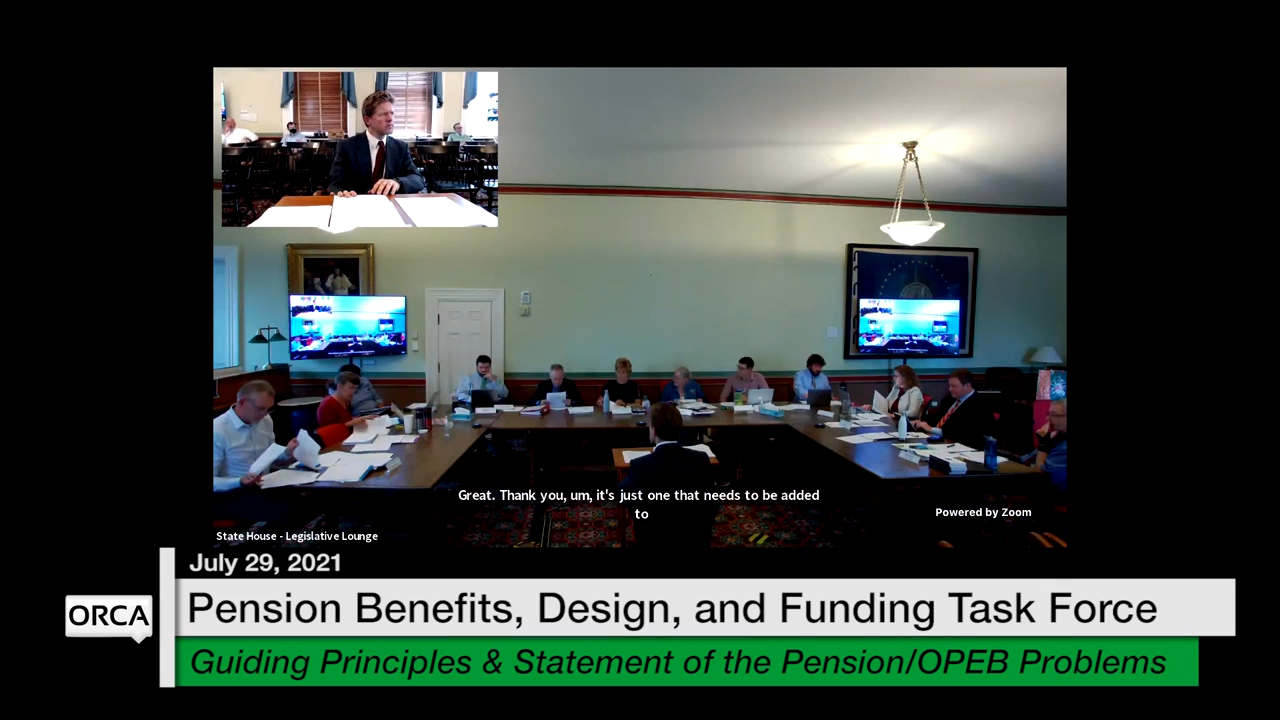 Great. Thank you, um, it's just one that needs to be added
to
Powered by Zoom
State House - Legislative Lounge
July 29, 2021
ORCA
Pension Benefits, Design, and Funding Task Force
Guiding Principles & Statement of the Pension/OPEB Problems